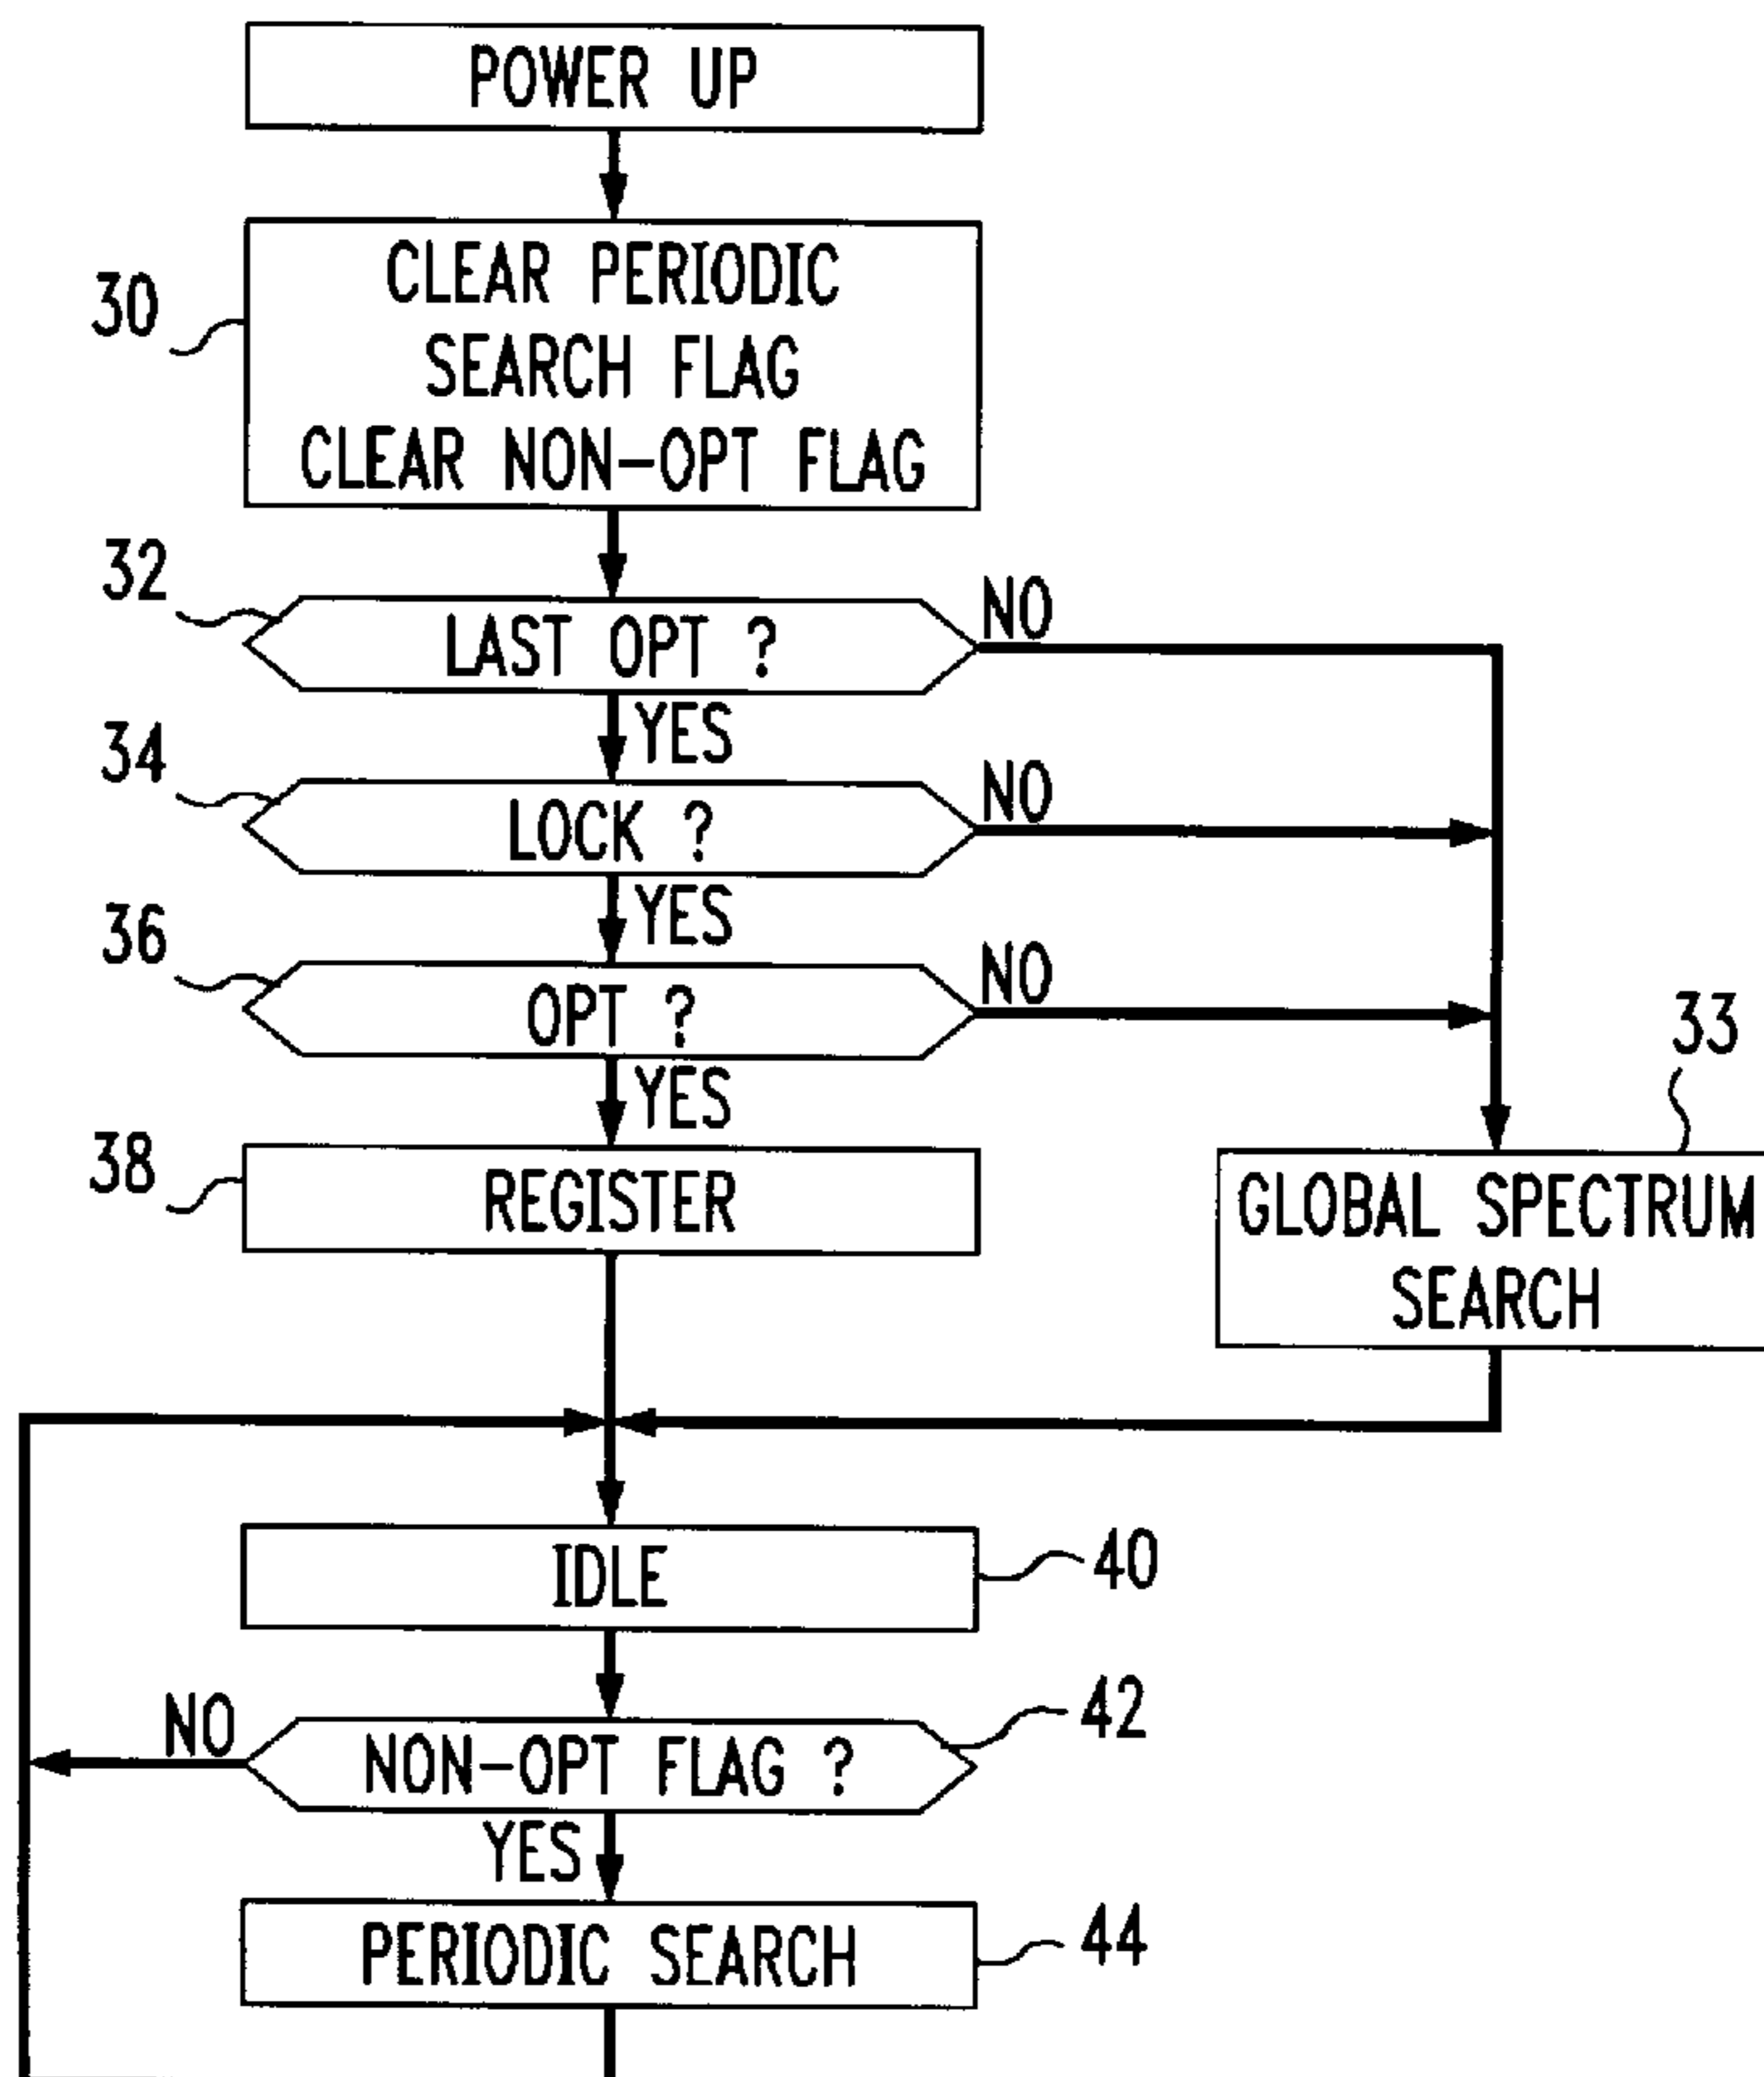 POWER UP
30
CLEAR PERIODIC
SEARCH FLAG
CLEAR NON-OPT FLAG
32
LAST OPT ?
NO
YES
34
LOCK ?
NO
YES
36
OPT ?
NO
YES
33
38
REGISTER
GLOBAL SPECTRUM
SEARCH
IDLE
40
NO
NON-OPT FLAG ?
42
YES
PERIODIC SEARCH
44